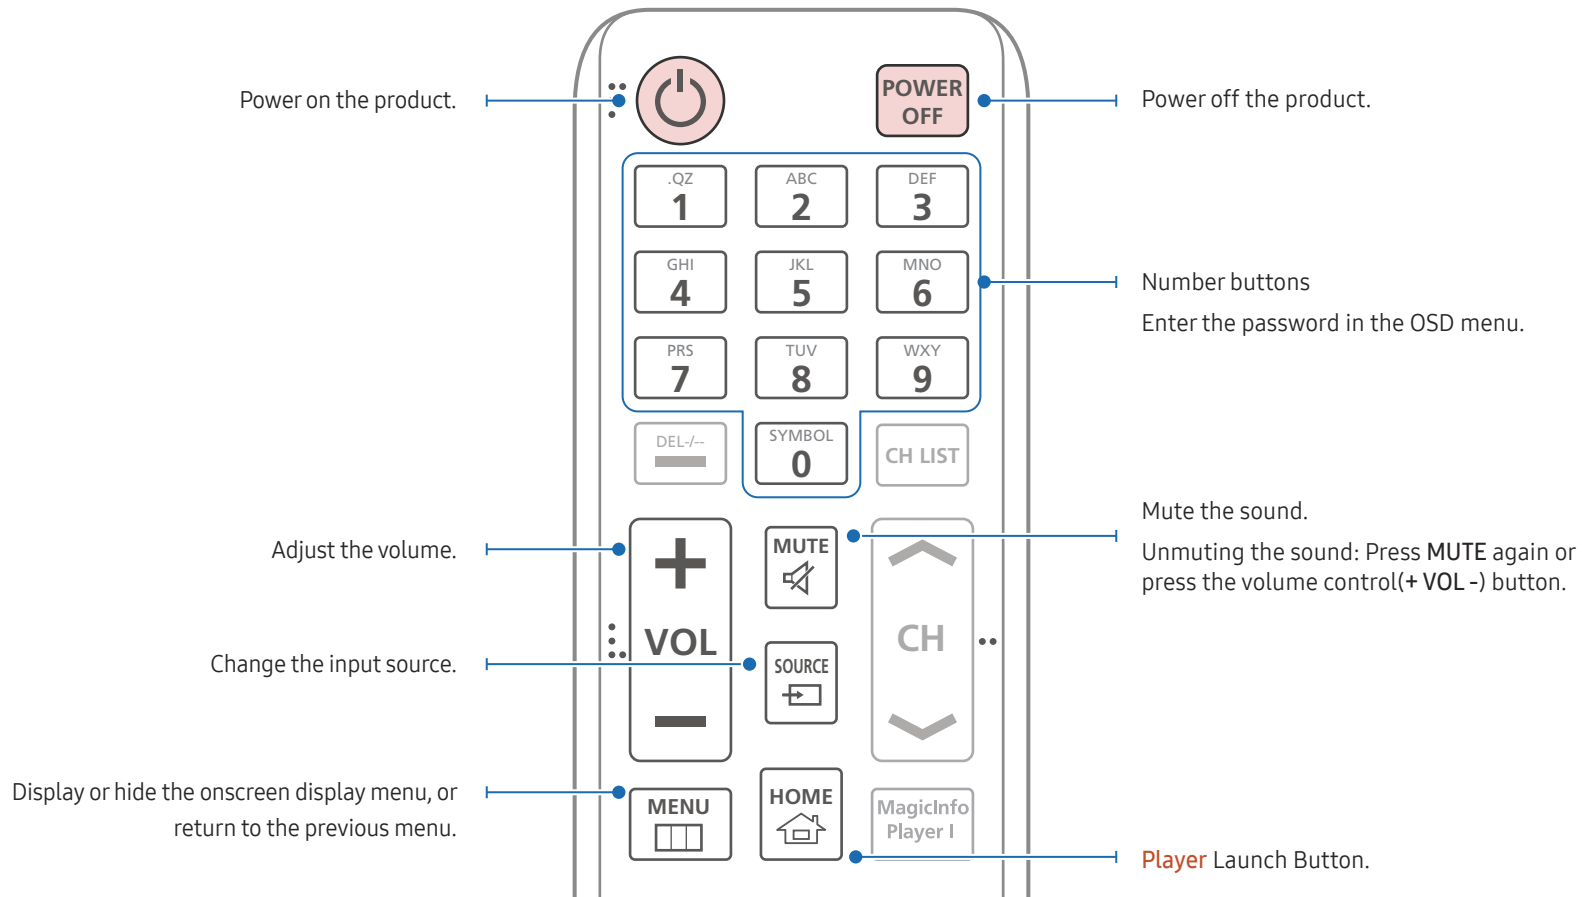 Power on the product.
POWER
OFF
Power off the product.
.QZ
1
ABC
2
DEF
3
GHI
4
JKL
5
MNO
6
Number buttons
Enter the password in the OSD menu.
PRS
7
TUV
8
WXY
9
DEL-/--
SYMBOL
0
CH LIST
Adjust the volume.
VOL
MUTE
CH
Mute the sound.
Unmuting the sound: Press MUTE again or
press the volume control(+ VOL -) button.
Change the input source.
SOURCE
Display or hide the onscreen display menu, or
return to the previous menu.
MENU
HOME
MagicInfo
Player I
Player Launch Button.